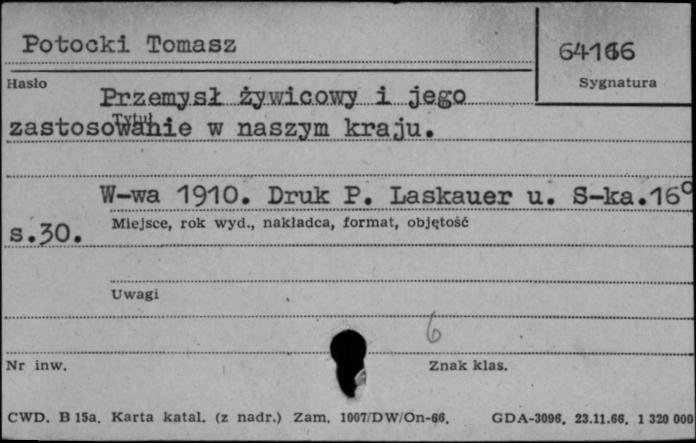 Potocki Tomasz
64166
Hasło
Sygnatura
Przemysł żywicowy i jego
Tytuł
zastosowanie w naszym kraju.
W-wa 1910. Druk P. Laskauer u. S-ka.16°
Miejsce, rok wyd., nakładca, format, objętość
s.30.
Uwagi
6
Nr inw.
Znak klas.
CWD. B 15a. Karta katal. (z nadr.) Zam. 1007/DW/On-66. GDA-3096. 23.11.66. 1 320 000